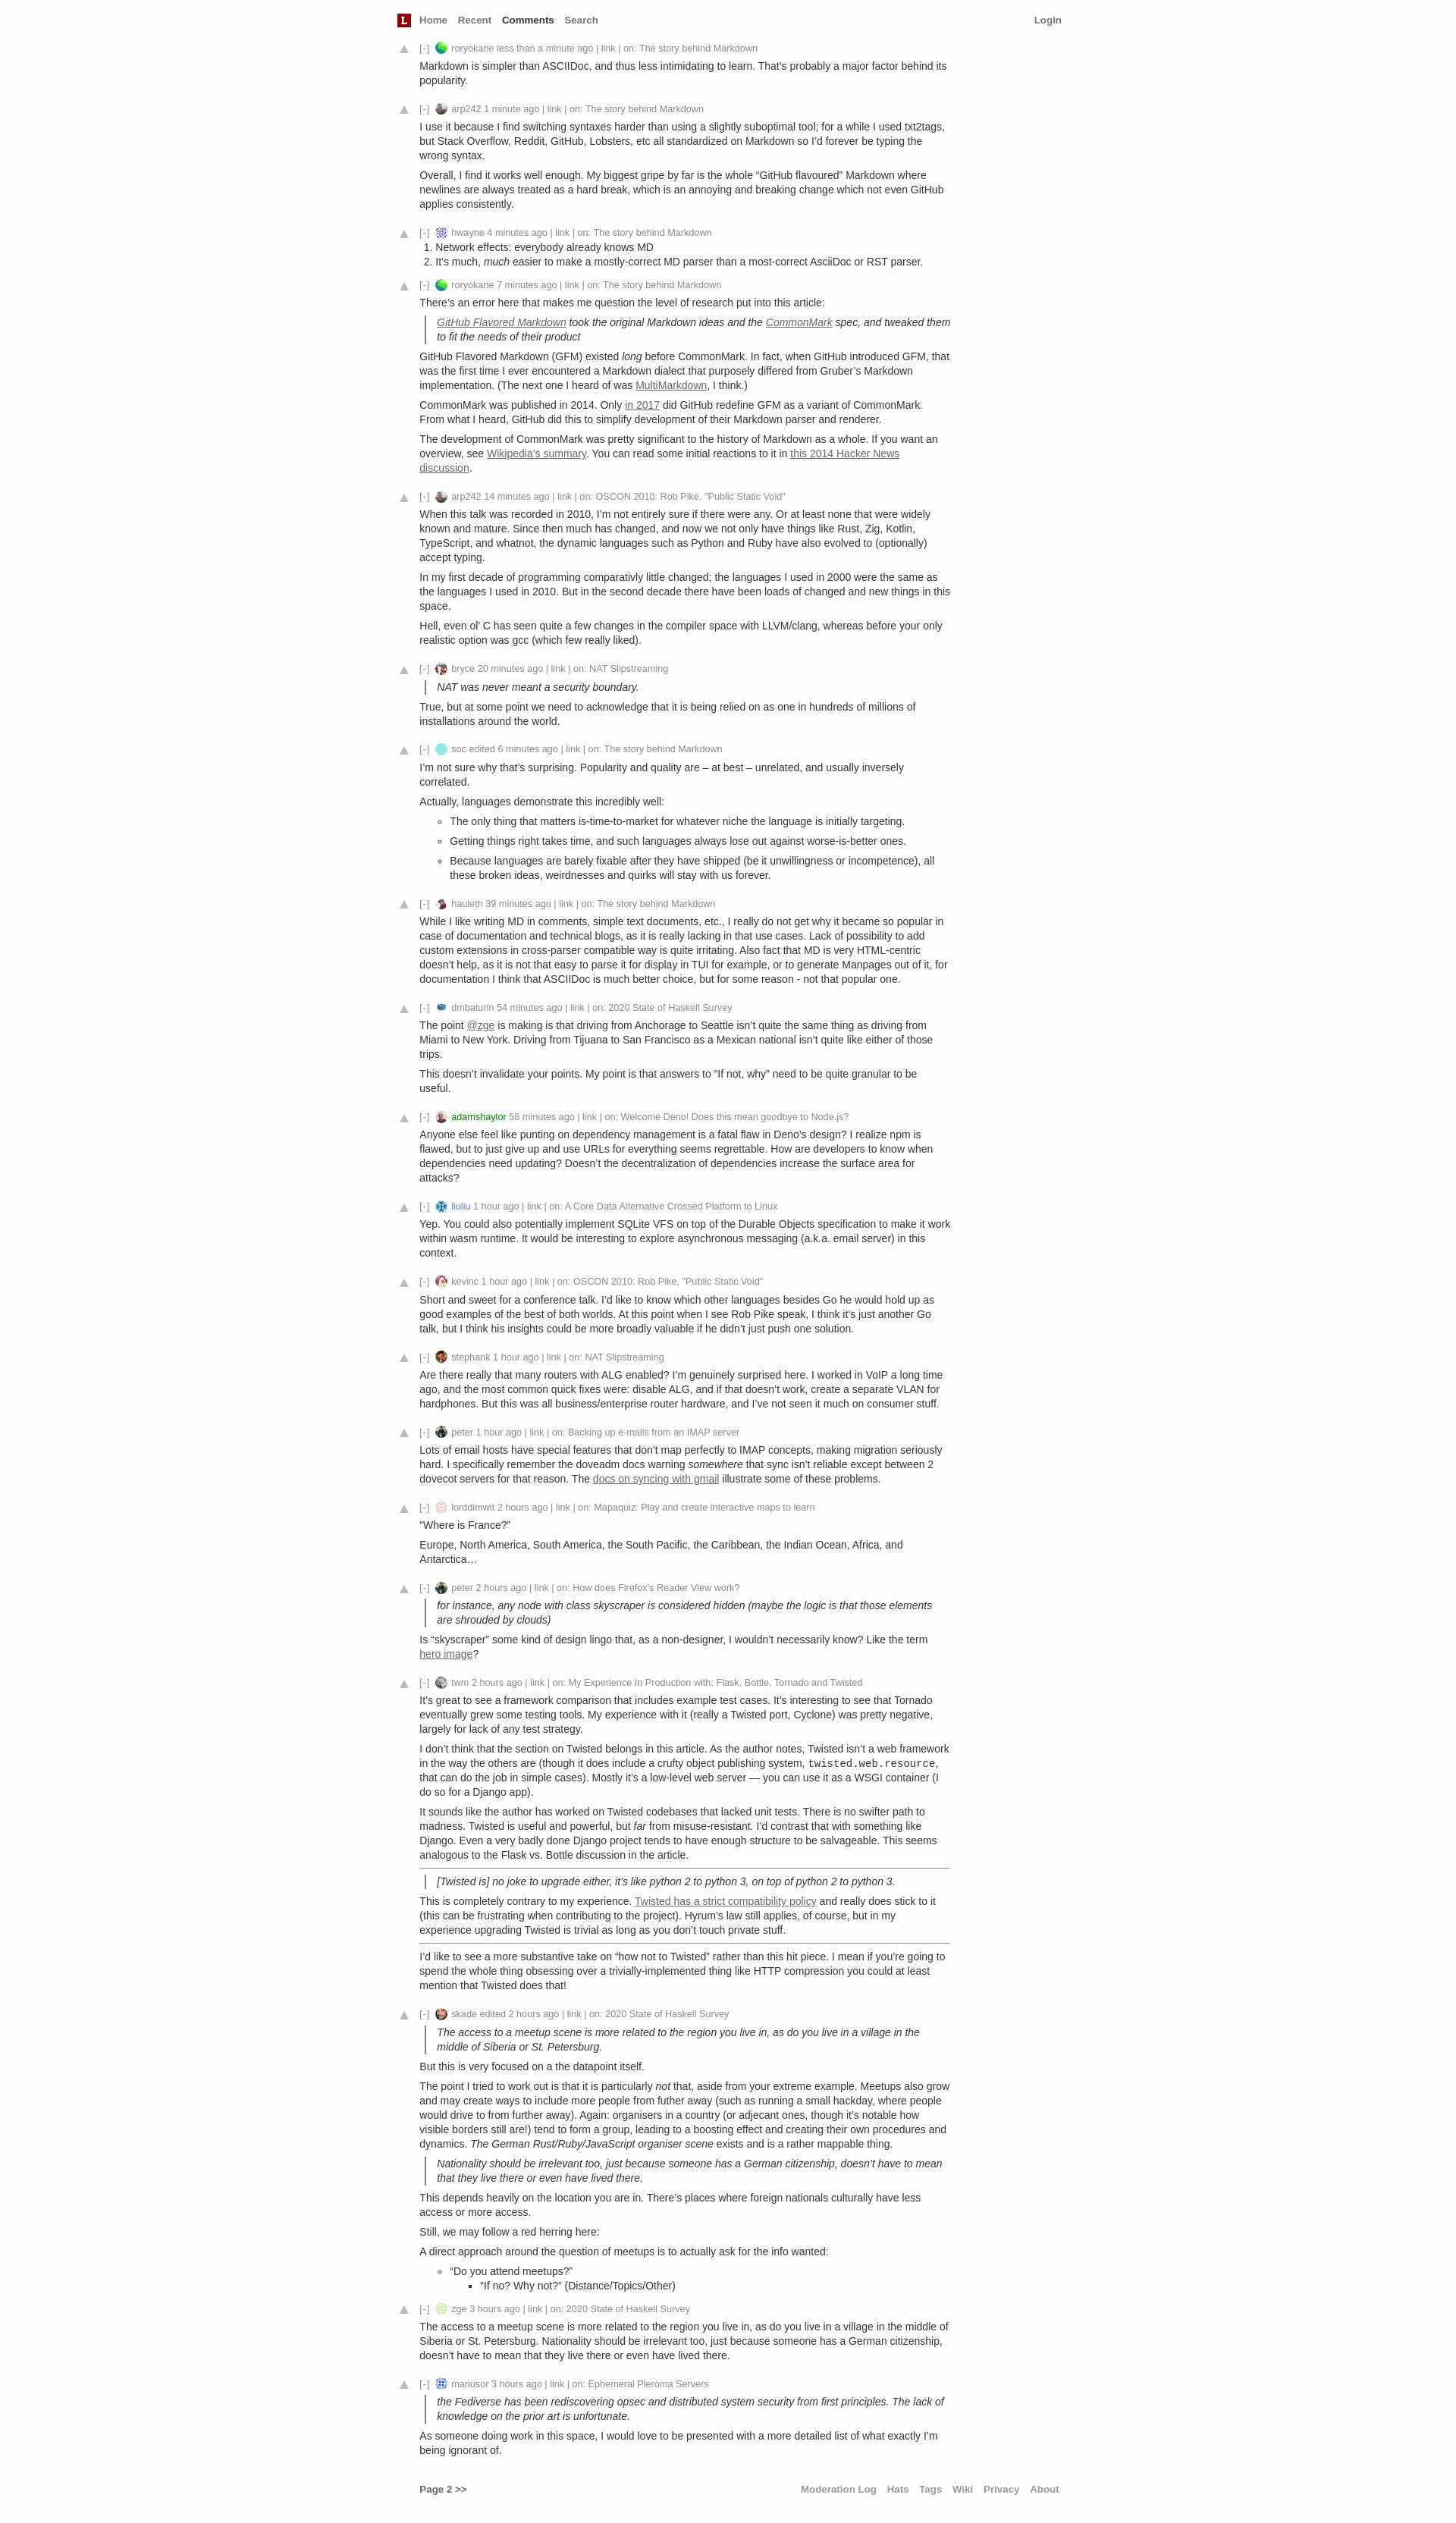 L Home Recent Comments Search Login
[-] roryokane less than a minute ago | link | on: The story behind Markdown
Markdown is simpler than ASCIIDoc, and thus less intimidating to learn. That’s probably a major factor behind its
popularity.
[-] arp242 1 minute ago | link | on: The story behind Markdown
I use it because I find switching syntaxes harder than using a slightly suboptimal tool; for a while I used txt2tags,
but Stack Overflow, Reddit, GitHub, Lobsters, etc all standardized on Markdown so I’d forever be typing the
wrong syntax.
Overall, I find it works well enough. My biggest gripe by far is the whole “GitHub flavoured” Markdown where
newlines are always treated as a hard break, which is an annoying and breaking change which not even GitHub
applies consistently.
[-] hwayne 4 minutes ago | link | on: The story behind Markdown
1. Network effects: everybody already knows MD
2. It’s much, much easier to make a mostly-correct MD parser than a most-correct AsciiDoc or RST parser.
[-] roryokane 7 minutes ago | link | on: The story behind Markdown
There’s an error here that makes me question the level of research put into this article:
GitHub Flavored Markdown took the original Markdown ideas and the CommonMark spec, and tweaked them
to fit the needs of their product
GitHub Flavored Markdown (GFM) existed long before CommonMark. In fact, when GitHub introduced GFM, that
was the first time I ever encountered a Markdown dialect that purposely differed from Gruber’s Markdown
implementation. (The next one I heard of was MultiMarkdown, I think.)
CommonMark was published in 2014. Only in 2017 did GitHub redefine GFM as a variant of CommonMark.
From what I heard, GitHub did this to simplify development of their Markdown parser and renderer.
The development of CommonMark was pretty significant to the history of Markdown as a whole. If you want an
overview, see Wikipedia’s summary. You can read some initial reactions to it in this 2014 Hacker News
discussion.
[-] arp242 14 minutes ago | link | on: OSCON 2010: Rob Pike, "Public Static Void"
When this talk was recorded in 2010, I’m not entirely sure if there were any. Or at least none that were widely
known and mature. Since then much has changed, and now we not only have things like Rust, Zig, Kotlin,
TypeScript, and whatnot, the dynamic languages such as Python and Ruby have also evolved to (optionally)
accept typing.
In my first decade of programming comparativly little changed; the languages I used in 2000 were the same as
the languages I used in 2010. But in the second decade there have been loads of changed and new things in this
space.
Hell, even ol’ C has seen quite a few changes in the compiler space with LLVM/clang, whereas before your only
realistic option was gcc (which few really liked).
[-] bryce 20 minutes ago | link | on: NAT Slipstreaming
NAT was never meant a security boundary.
True, but at some point we need to acknowledge that it is being relied on as one in hundreds of millions of
installations around the world.
[-] soc edited 6 minutes ago | link | on: The story behind Markdown
I’m not sure why that’s surprising. Popularity and quality are – at best – unrelated, and usually inversely
correlated.
Actually, languages demonstrate this incredibly well:
The only thing that matters is-time-to-market for whatever niche the language is initially targeting.
Getting things right takes time, and such languages always lose out against worse-is-better ones.
Because languages are barely fixable after they have shipped (be it unwillingness or incompetence), all
these broken ideas, weirdnesses and quirks will stay with us forever.
[-] hauleth 39 minutes ago | link | on: The story behind Markdown
While I like writing MD in comments, simple text documents, etc., I really do not get why it became so popular in
case of documentation and technical blogs, as it is really lacking in that use cases. Lack of possibility to add
custom extensions in cross-parser compatible way is quite irritating. Also fact that MD is very HTML-centric
doesn’t help, as it is not that easy to parse it for display in TUI for example, or to generate Manpages out of it, for
documentation I think that ASCIIDoc is much better choice, but for some reason - not that popular one.
[-] dmbaturin 54 minutes ago | link | on: 2020 State of Haskell Survey
The point @zge is making is that driving from Anchorage to Seattle isn’t quite the same thing as driving from
Miami to New York. Driving from Tijuana to San Francisco as a Mexican national isn’t quite like either of those
trips.
This doesn’t invalidate your points. My point is that answers to “If not, why” need to be quite granular to be
useful.
[-] adamshaylor 58 minutes ago | link | on: Welcome Deno! Does this mean goodbye to Node.js?
Anyone else feel like punting on dependency management is a fatal flaw in Deno’s design? I realize npm is
flawed, but to just give up and use URLs for everything seems regrettable. How are developers to know when
dependencies need updating? Doesn’t the decentralization of dependencies increase the surface area for
attacks?
[-] liuliu 1 hour ago | link | on: A Core Data Alternative Crossed Platform to Linux
Yep. You could also potentially implement SQLite VFS on top of the Durable Objects specification to make it work
within wasm runtime. It would be interesting to explore asynchronous messaging (a.k.a. email server) in this
context.
[-] kevinc 1 hour ago | link | on: OSCON 2010: Rob Pike, "Public Static Void"
Short and sweet for a conference talk. I’d like to know which other languages besides Go he would hold up as
good examples of the best of both worlds. At this point when I see Rob Pike speak, I think it’s just another Go
talk, but I think his insights could be more broadly valuable if he didn’t just push one solution.
[-] stephank 1 hour ago | link | on: NAT Slipstreaming
Are there really that many routers with ALG enabled? I’m genuinely surprised here. I worked in VoIP a long time
ago, and the most common quick fixes were: disable ALG, and if that doesn’t work, create a separate VLAN for
hardphones. But this was all business/enterprise router hardware, and I’ve not seen it much on consumer stuff.
[-] peter 1 hour ago | link | on: Backing up e-mails from an IMAP server
Lots of email hosts have special features that don’t map perfectly to IMAP concepts, making migration seriously
hard. I specifically remember the doveadm docs warning somewhere that sync isn’t reliable except between 2
dovecot servers for that reason. The docs on syncing with gmail illustrate some of these problems.
[-] lorddimwit 2 hours ago | link | on: Mapaquiz: Play and create interactive maps to learn
“Where is France?”
Europe, North America, South America, the South Pacific, the Caribbean, the Indian Ocean, Africa, and
Antarctica…
[-] peter 2 hours ago | link | on: How does Firefox's Reader View work?
for instance, any node with class skyscraper is considered hidden (maybe the logic is that those elements
are shrouded by clouds)
Is “skyscraper” some kind of design lingo that, as a non-designer, I wouldn’t necessarily know? Like the term
hero image?
[-] twm 2 hours ago | link | on: My Experience In Production with: Flask, Bottle, Tornado and Twisted
It’s great to see a framework comparison that includes example test cases. It’s interesting to see that Tornado
eventually grew some testing tools. My experience with it (really a Twisted port, Cyclone) was pretty negative,
largely for lack of any test strategy.
I don’t think that the section on Twisted belongs in this article. As the author notes, Twisted isn’t a web framework
in the way the others are (though it does include a crufty object publishing system, twisted.web.resource,
that can do the job in simple cases). Mostly it’s a low-level web server — you can use it as a WSGI container (I
do so for a Django app).
It sounds like the author has worked on Twisted codebases that lacked unit tests. There is no swifter path to
madness. Twisted is useful and powerful, but far from misuse-resistant. I’d contrast that with something like
Django. Even a very badly done Django project tends to have enough structure to be salvageable. This seems
analogous to the Flask vs. Bottle discussion in the article.
[Twisted is] no joke to upgrade either, it’s like python 2 to python 3, on top of python 2 to python 3.
This is completely contrary to my experience. Twisted has a strict compatibility policy and really does stick to it
(this can be frustrating when contributing to the project). Hyrum’s law still applies, of course, but in my
experience upgrading Twisted is trivial as long as you don’t touch private stuff.
I’d like to see a more substantive take on “how not to Twisted” rather than this hit piece. I mean if you’re going to
spend the whole thing obsessing over a trivially-implemented thing like HTTP compression you could at least
mention that Twisted does that!
[-] skade edited 2 hours ago | link | on: 2020 State of Haskell Survey
The access to a meetup scene is more related to the region you live in, as do you live in a village in the
middle of Siberia or St. Petersburg.
But this is very focused on a the datapoint itself.
The point I tried to work out is that it is particularly not that, aside from your extreme example. Meetups also grow
and may create ways to include more people from futher away (such as running a small hackday, where people
would drive to from further away). Again: organisers in a country (or adjecant ones, though it’s notable how
visible borders still are!) tend to form a group, leading to a boosting effect and creating their own procedures and
dynamics. The German Rust/Ruby/JavaScript organiser scene exists and is a rather mappable thing.
Nationality should be irrelevant too, just because someone has a German citizenship, doesn’t have to mean
that they live there or even have lived there.
This depends heavily on the location you are in. There’s places where foreign nationals culturally have less
access or more access.
Still, we may follow a red herring here:
A direct approach around the question of meetups is to actually ask for the info wanted:
“Do you attend meetups?”
“If no? Why not?” (Distance/Topics/Other)
[-] zge 3 hours ago | link | on: 2020 State of Haskell Survey
The access to a meetup scene is more related to the region you live in, as do you live in a village in the middle of
Siberia or St. Petersburg. Nationality should be irrelevant too, just because someone has a German citizenship,
doesn’t have to mean that they live there or even have lived there.
[-] mariusor 3 hours ago | link | on: Ephemeral Pleroma Servers
the Fediverse has been rediscovering opsec and distributed system security from first principles. The lack of
knowledge on the prior art is unfortunate.
As someone doing work in this space, I would love to be presented with a more detailed list of what exactly I’m
being ignorant of.
Page 2 >> Moderation Log Hats Tags Wiki Privacy About